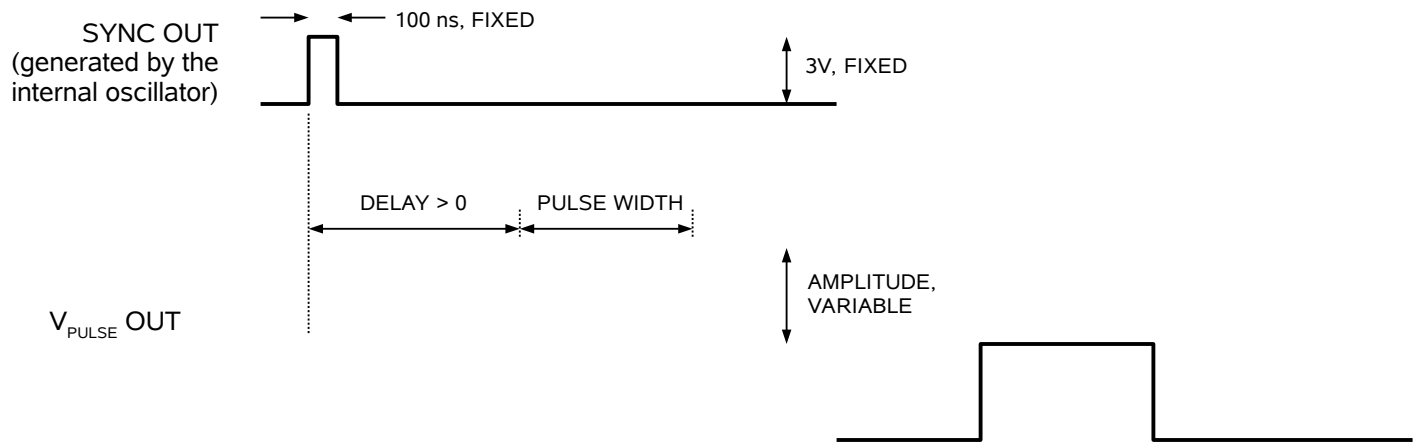 100 ns, FIXED
SYNC OUT
(generated by the
internal oscillator)
3V, FIXED
DELAY > 0
PULSE WIDTH
AMPLITUDE,
VARIABLE
VPULSE OUT